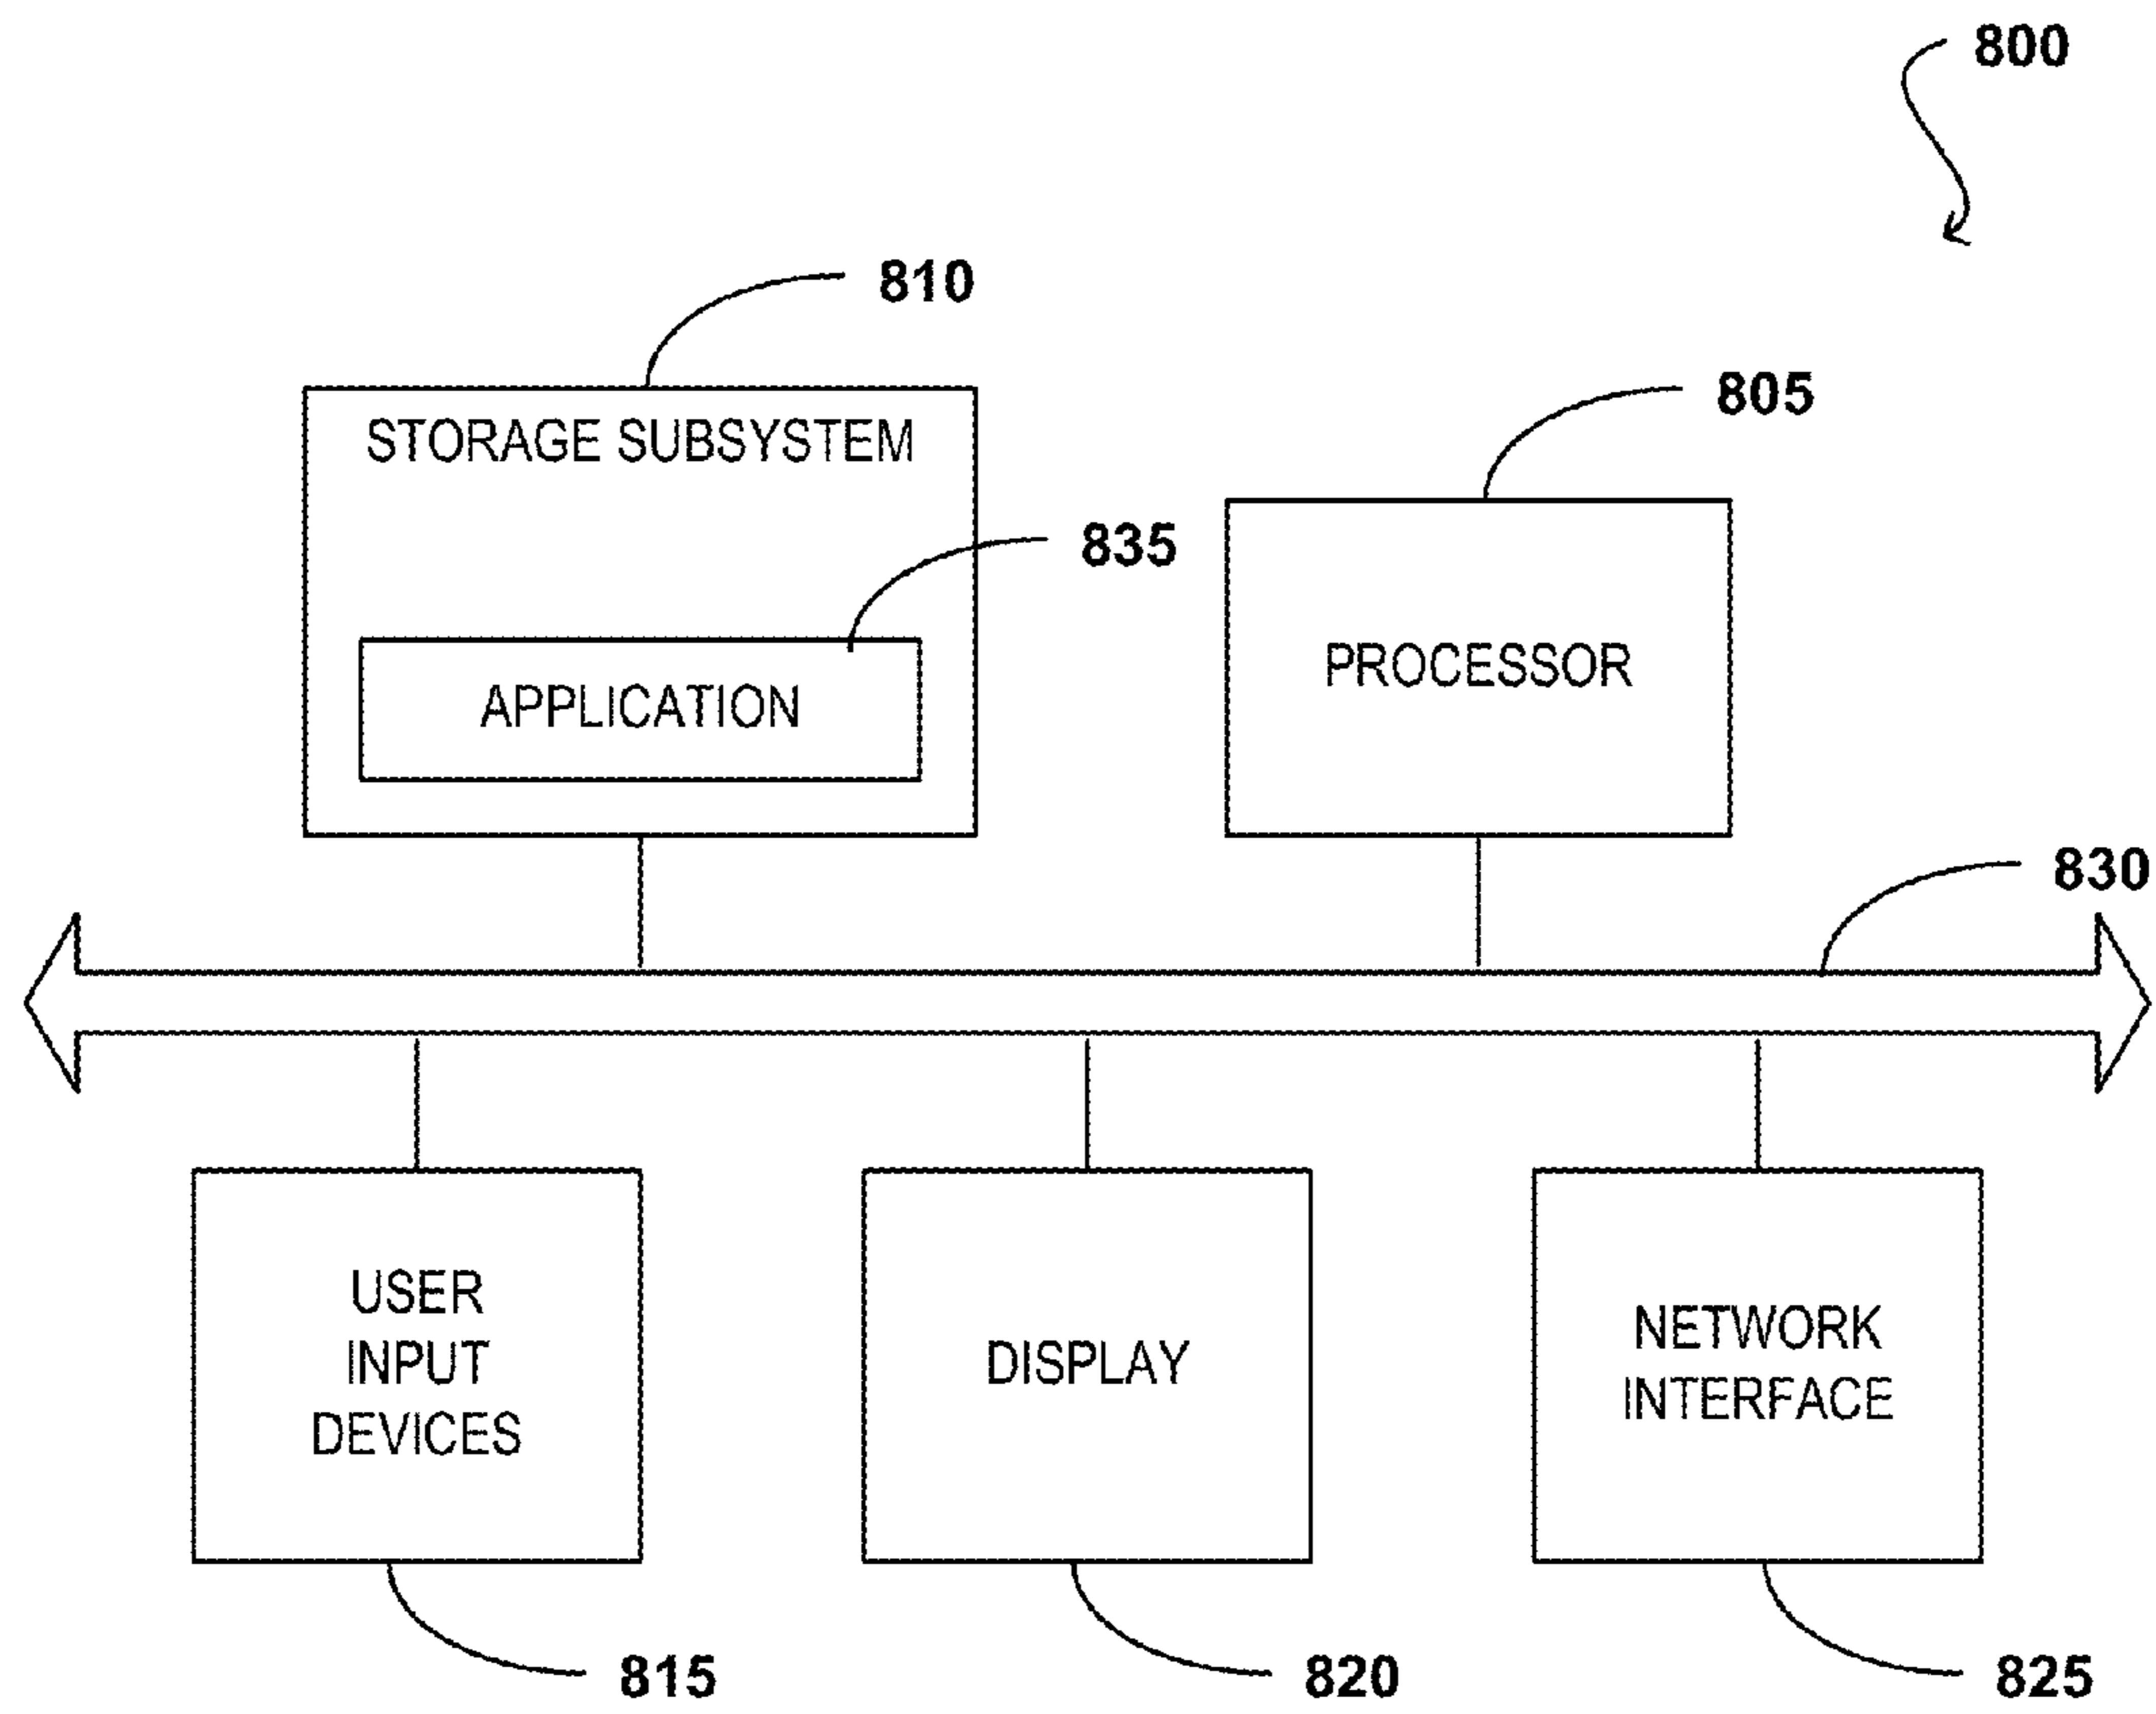 800
810
STORAGE SUBSYSTEM
805
835
PROCESSOR
APPLICATION
830
USER
INPUT
DEVICES
DISPLAY
NETWORK
INTERFACE
815
820
825